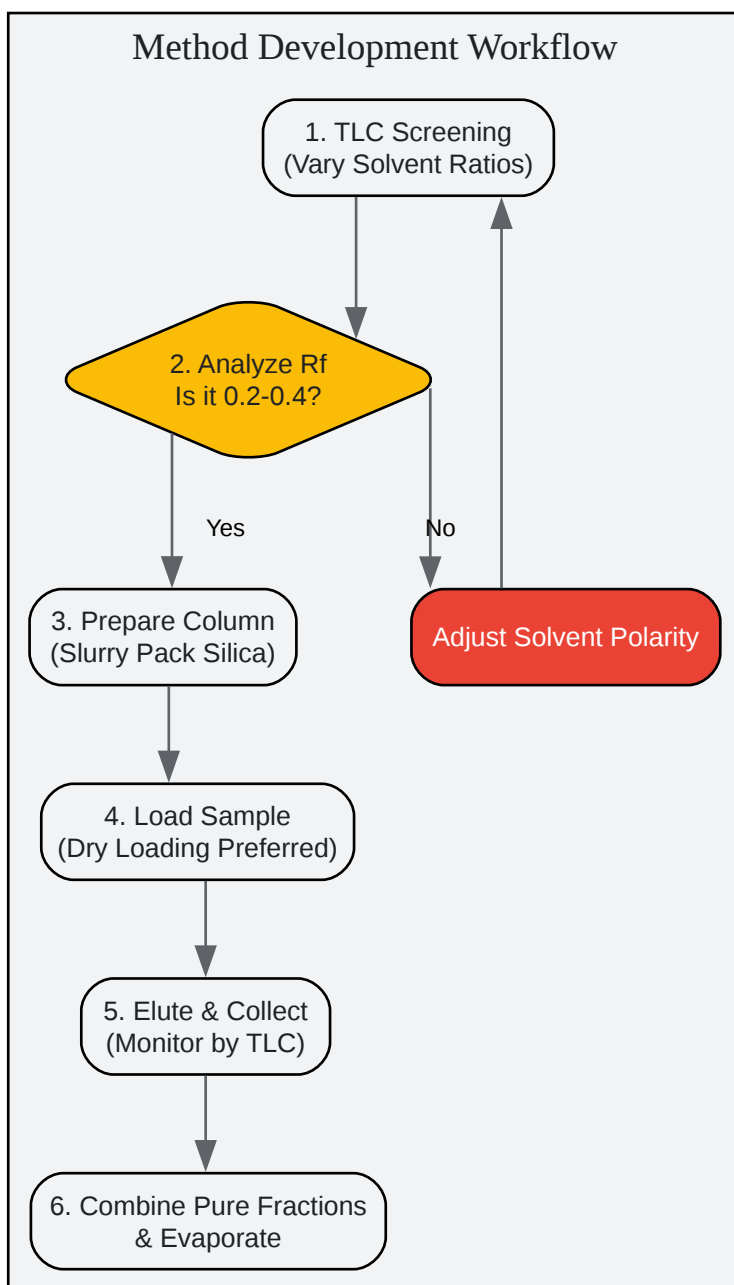 Method Development Workflow
1. TLC Screening
(Vary Solvent Ratios)
2. Analyze Rf
Is it 0.2-0.4?
Yes
No
3. Prepare Column
(Slurry Pack Silica)
Adjust Solvent Polarity
4. Load Sample
(Dry Loading Preferred)
5. Elute & Collect
(Monitor by TLC)
6. Combine Pure Fractions
& Evaporate